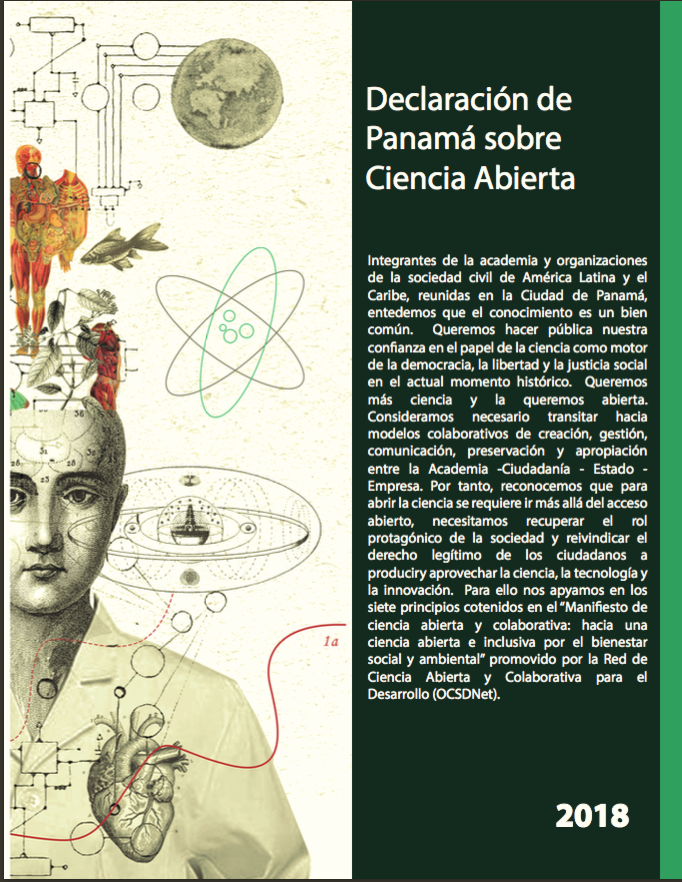 Declaración de
Panamá sobre
Ciencia Abierta
Integrantes de la academia y organizaciones
de la sociedad civil de América Latina y el
Caribe, reunidas en la Ciudad de Panamá,
entedemos que el conocimiento es un bien
común. Queremos hacer pública nuestra
confianza en el papel de la ciencia como motor
de la democracia, la libertad y la justicia social
en el actual momento histórico. Queremos
más ciencia y la queremos abierta.
Consideramos necesario transitar hacia
modelos colaborativos de creación, gestión,
comunicación, preservación y apropiación
entre la Academia -Ciudadanía - Estado -
Empresa. Por tanto, reconocemos que para
abrir la ciencia se requiere ir más allá del acceso
abierto, necesitamos recuperar el rol
protagónico de la sociedad y reivindicar el
derecho legítimo de los ciudadanos a
produciry aprovechar la ciencia, la tecnología y
la innovación. Para ello nos apyamos en los
siete principios cotenidos en el “Manifiesto de
ciencia abierta y colaborativa: hacia una
ciencia abierta e inclusiva por el bienestar
social y ambiental” promovido por la Red de
Ciencia Abierta y Colaborativa para el
Desarrollo (OCSDNet).
2018
36
31
28
28
23
1a